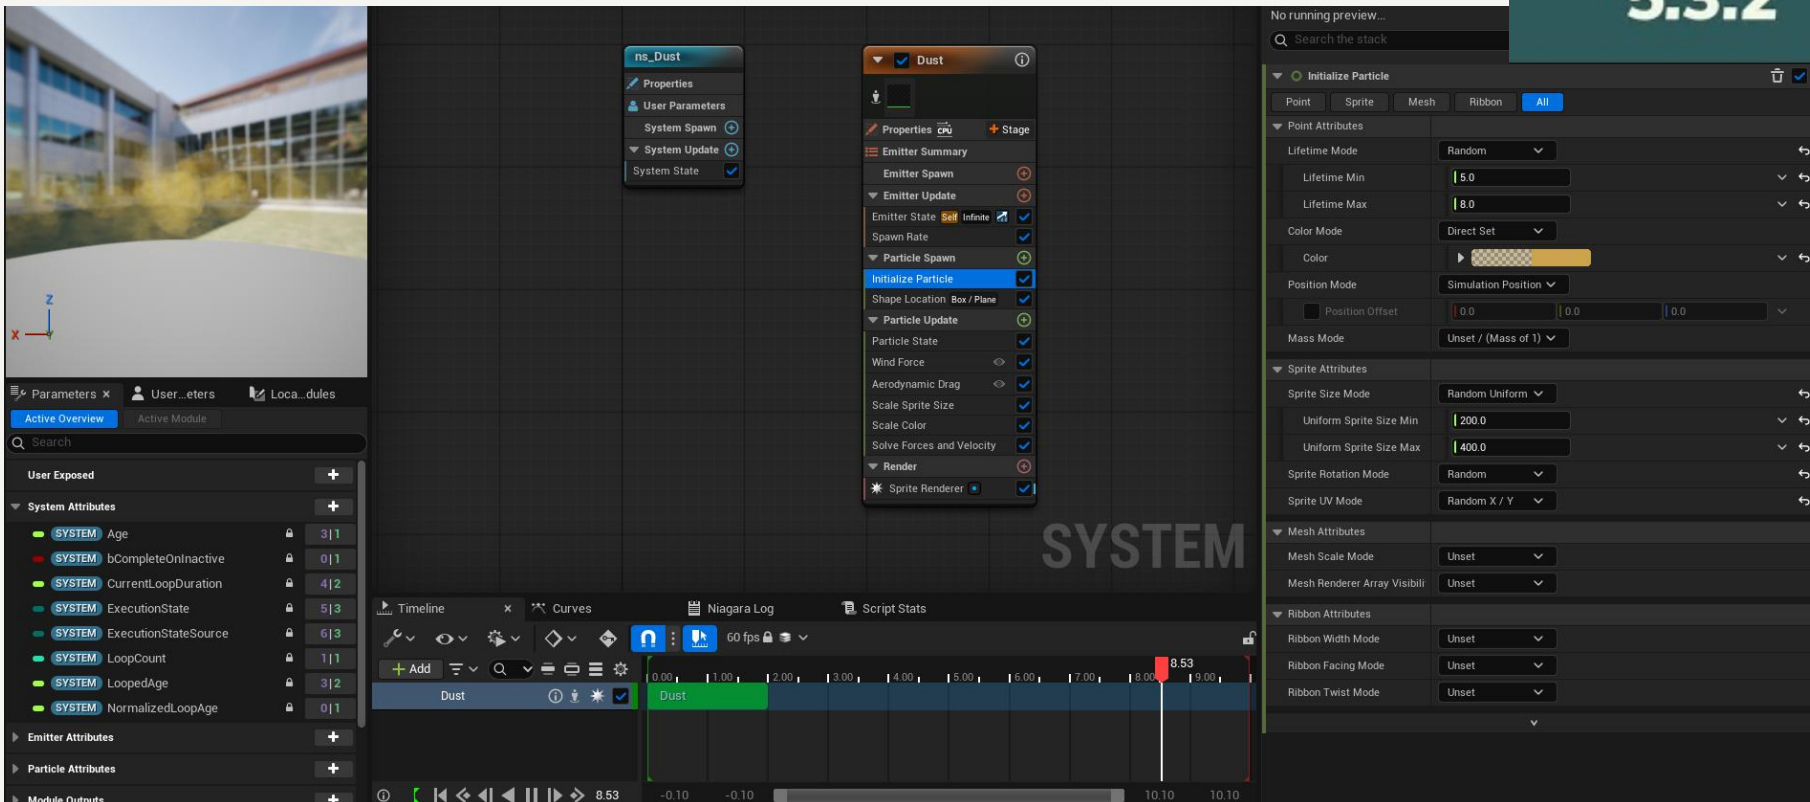 5.3.2
No running preview...
Search the stack
Initialize Particle
Point Sprite Mesh Ribbon All
Point Attributes
Lifetime Mode Random
Lifetime Min 5.0
Lifetime Max 8.0
Color Mode Direct Set
Color
Position Mode Simulation Position
Position Offset 0.0 0.0 0.0
Mass Mode Unset / (Mass of 1)
Sprite Attributes
Sprite Size Mode Random Uniform
Uniform Sprite Size Min 200.0
Uniform Sprite Size Max 400.0
Sprite Rotation Mode Random
Sprite UV Mode Random X / Y
Mesh Attributes
Mesh Scale Mode Unset
Mesh Renderer Array Visibili Unset
Ribbon Attributes
Ribbon Width Mode Unset
Ribbon Facing Mode Unset
Ribbon Twist Mode Unset
ns_Dust
Properties
User Parameters
System Spawn
System Update
System State
Dust
Properties CPU Stage
Emitter Summary
Emitter Spawn
Emitter Update
Emitter State Self Infinite
Spawn Rate
Particle Spawn
Initialize Particle
Shape Location Box / Plane
Particle Update
Particle State
Wind Force
Aerodynamic Drag
Scale Sprite Size
Scale Color
Solve Forces and Velocity
Render
Sprite Renderer
SYSTEM
Z
X Y
Parameters × User...eters Loca...dules
Active Overview Active Module
Search
User Exposed
System Attributes
SYSTEM Age 3|1
SYSTEM bCompleteOnInactive 0|1
SYSTEM CurrentLoopDuration 4|2
SYSTEM ExecutionState 5|3
SYSTEM ExecutionStateSource 6|3
SYSTEM LoopCount 1|1
SYSTEM LoopedAge 3|2
SYSTEM NormalizedLoopAge 0|1
Emitter Attributes
Particle Attributes
Module Outputs
Timeline × Curves Niagara Log Script Stats
60 fps
Add
8.53
0.00 1.00 2.00 3.00 4.00 5.00 6.00 7.00 8.00 9.00
Dust Dust
8.53 -0.10 -0.10 10.10 10.10